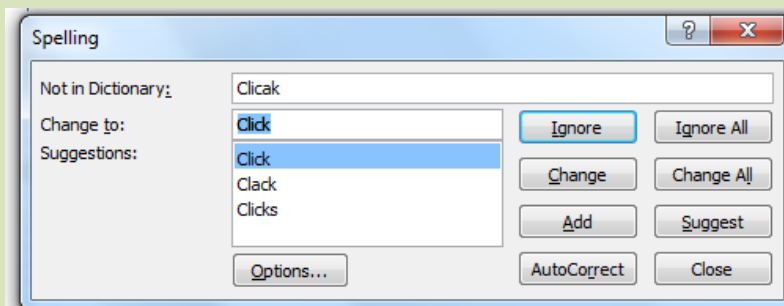 Spelling
Not in Dictionary:
Clicak
Change to:
Click
Ignore
Ignore All
Suggestions:
Click
Clack
Clicks
Change
Change All
Add
Suggest
Options...
AutoCorrect
Close